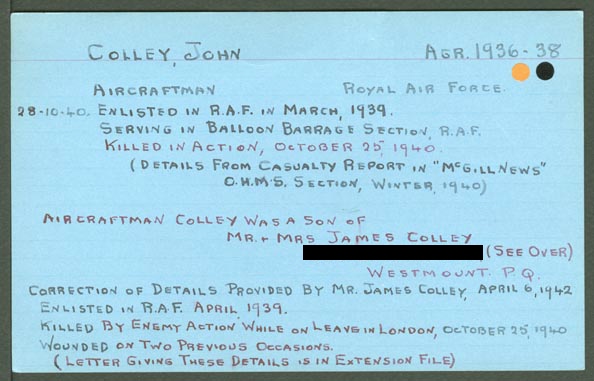 COLLEY, JOHN AGR. 1936-38
AIRCRAFTMAN ROYAL AIR FORCE.
28-10-40. ENLISTED IN R.A.F. IN MARCH, 1939.
SERVING IN BALLOON BARRAGE SECTION, R.A.F.
KILLED IN ACTION, OCTOBER 25, 1940.
(DETAILS FROM CASUALTY REPORT IN "MCGILL NEWS"
O.H.M.S. SECTION, WINTER, 1940)
AIRCRAFTMAN COLLEY WAS A SON OF
MR. + MRS JAMES COLLEY
(SEE OVER)
WESTMOUNT. P.Q.
CORRECTION OF DETAILS PROVIDED BY MR. JAMES COLLEY, APRIL 6, 1942
ENLISTED IN R.A.F. APRIL, 1939.
KILLED BY ENEMY ACTION WHILE ON LEAVE IN LONDON, OCTOBER 25, 1940
WOUNDED ON TWO PREVIOUS OCCASIONS.
(LETTER GIVING THESE DETAILS IS IN EXTENSION FILE)